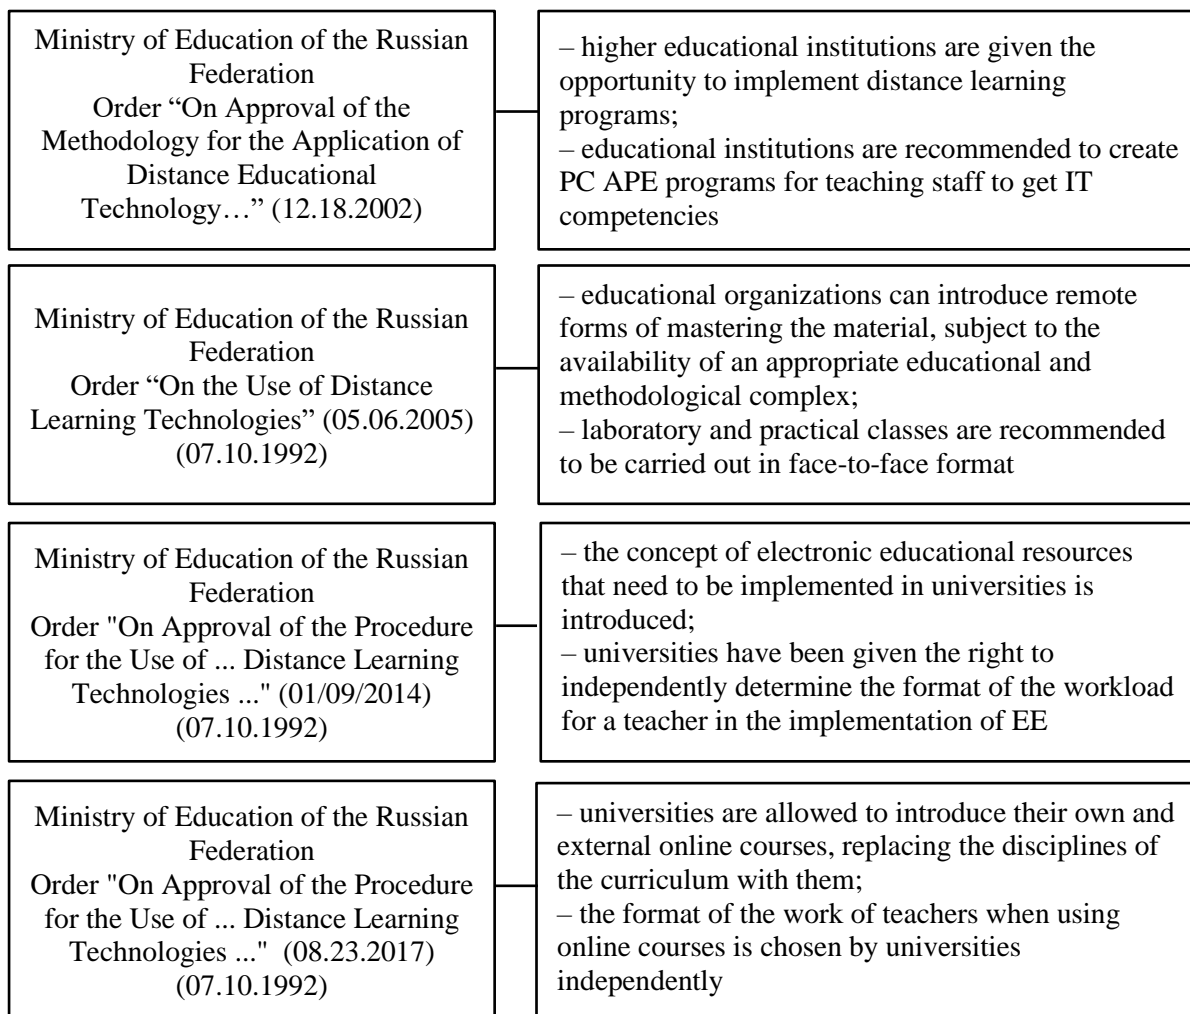 Ministry of Education of the Russian
Federation
Order “On Approval of the
Methodology for the Application of
Distance Educational
Technology…” (12.18.2002)
– higher educational institutions are given the
opportunity to implement distance learning
programs;
– educational institutions are recommended to create
PC APE programs for teaching staff to get IT
competencies
Ministry of Education of the Russian
Federation
Order “On the Use of Distance
Learning Technologies” (05.06.2005)
(07.10.1992)
– educational organizations can introduce remote
forms of mastering the material, subject to the
availability of an appropriate educational and
methodological complex;
– laboratory and practical classes are recommended
to be carried out in face-to-face format
Ministry of Education of the Russian
Federation
Order "On Approval of the Procedure
for the Use of ... Distance Learning
Technologies ..." (01/09/2014)
(07.10.1992)
– the concept of electronic educational resources
that need to be implemented in universities is
introduced;
– universities have been given the right to
independently determine the format of the workload
for a teacher in the implementation of EE
Ministry of Education of the Russian
Federation
Order "On Approval of the Procedure
for the Use of ... Distance Learning
Technologies ..." (08.23.2017)
(07.10.1992)
– universities are allowed to introduce their own and
external online courses, replacing the disciplines of
the curriculum with them;
– the format of the work of teachers when using
online courses is chosen by universities
independently